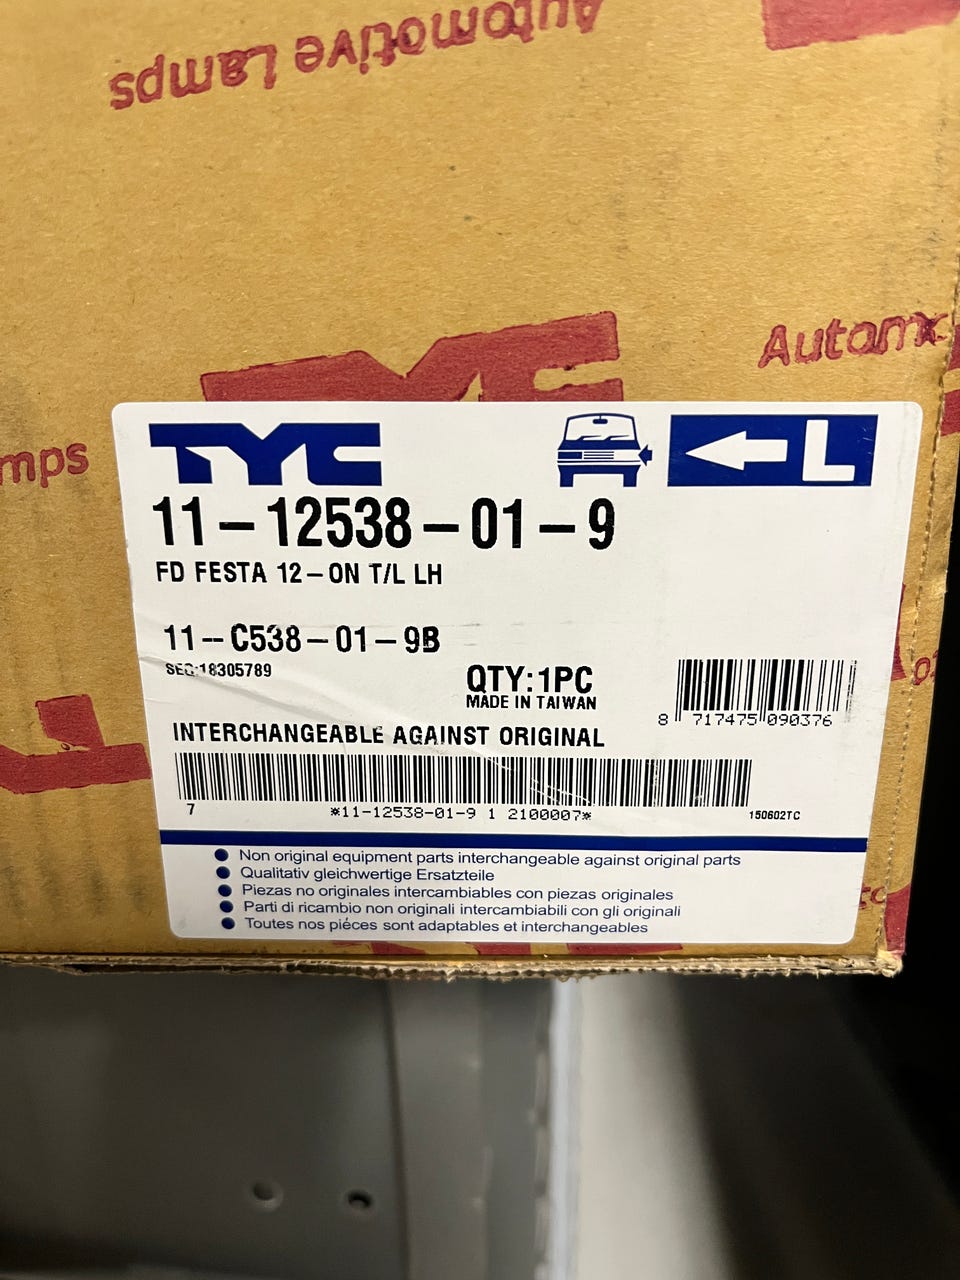 Automotive Lamps
Automo
mps
TYC
L
11-12538-01-9
FD FESTA 12-ON T/L LH
11--C538-01-9B
SEQ:18305789
QTY:1PC
MADE IN TAIWAN
8 717475 090376
INTERCHANGEABLE AGAINST ORIGINAL
7 *11-12538-01-9 1 2100007* 150602TC
Non original equipment parts interchangeable against original parts
Qualitativ gleichwertige Ersatzteile
Piezas no originales intercambiables con piezas originales
Parti di ricambio non originali intercambiabili con gli originali
Toutes nos piéces sont adaptables et interchangeables